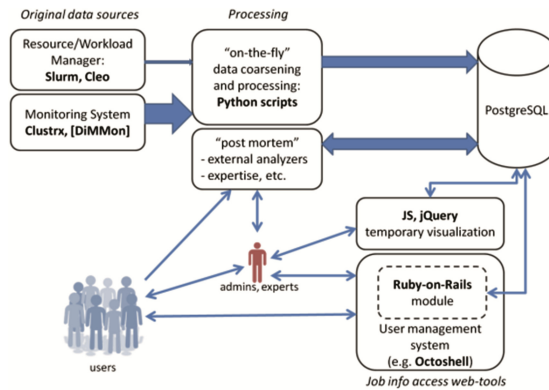 Original data sources
Processing
Resource/Workload
Manager:
Slurm, Cleo
Monitoring System
Clustrx, [DiMMon]
“on-the-fly”
data coarsening
and processing:
Python scripts
“post mortem”
- external analyzers
- expertise, etc.
PostgreSQL
JS, jQuery
temporary visualization
Ruby-on-Rails
module
User management
system
(e.g. Octoshell)
Job info access web-tools
admins, experts
users